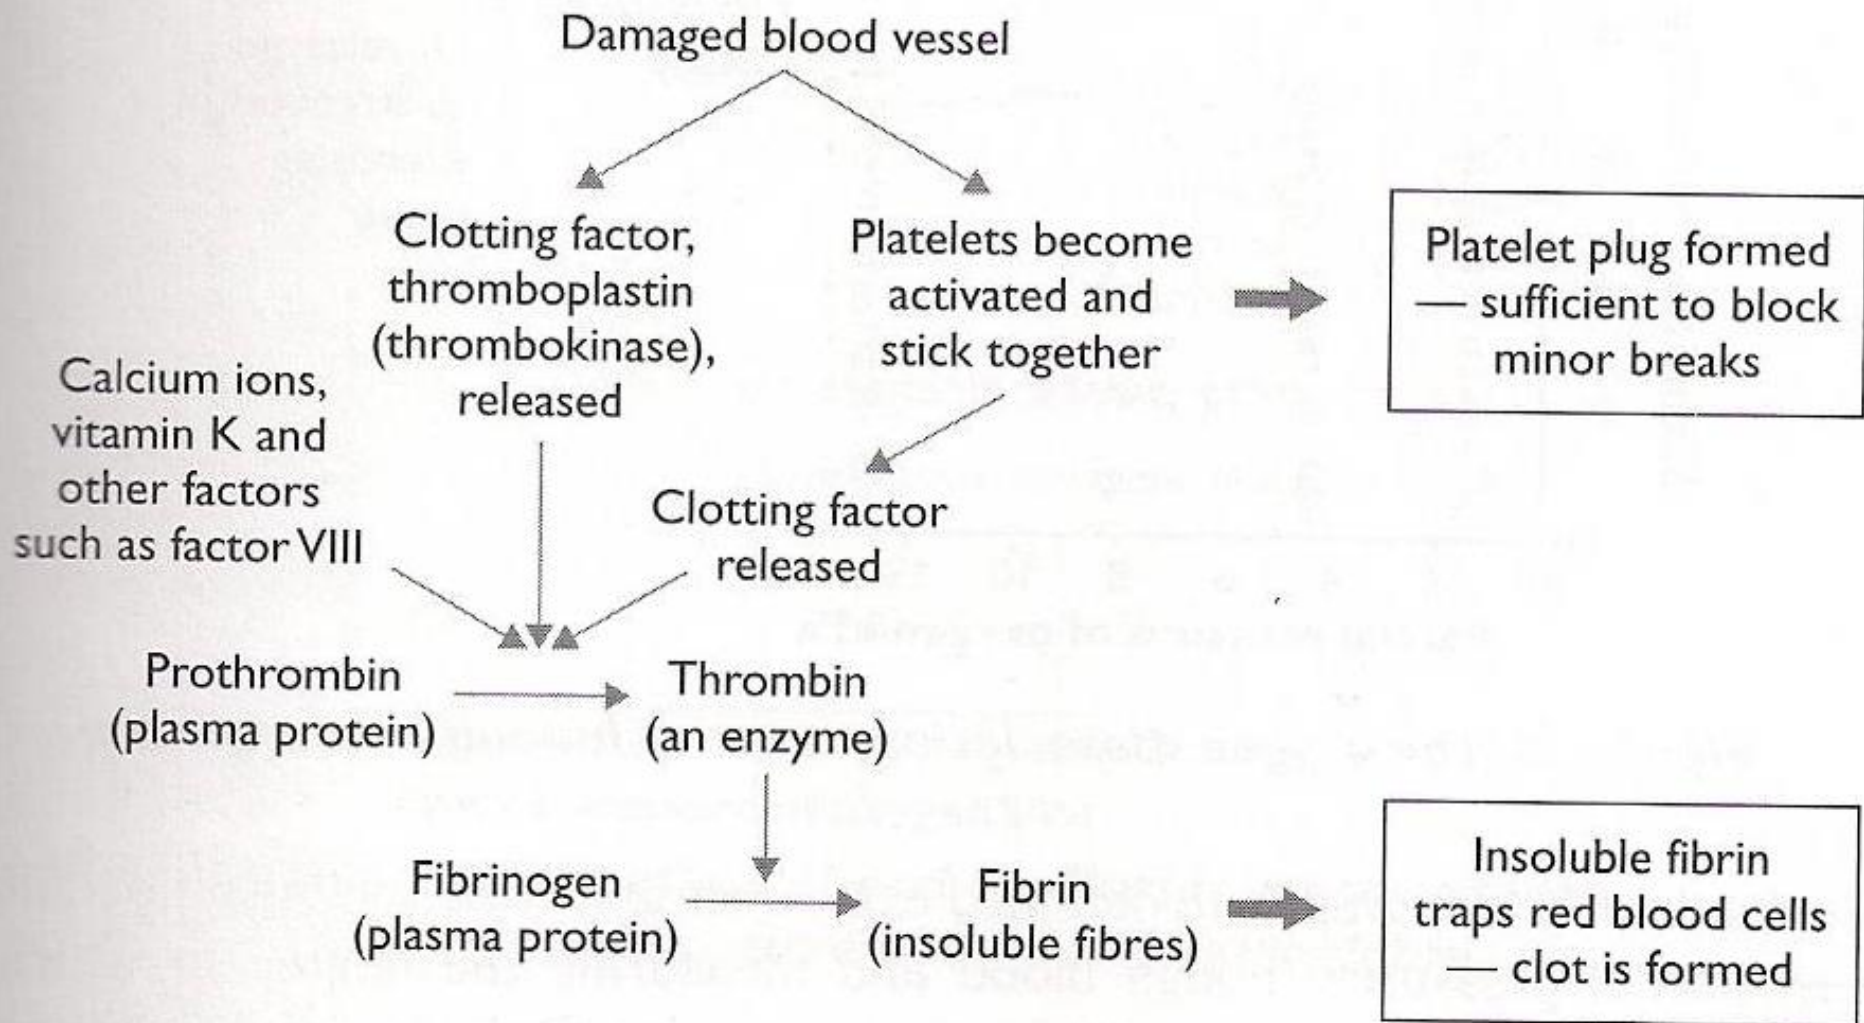 Damaged blood vessel
Clotting factor,
thromboplastin
(thrombokinase),
released
Platelets become
activated and
stick together
Platelet plug formed
— sufficient to block
minor breaks
Calcium ions,
vitamin K and
other factors
such as factor VIII
Clotting factor
released
Prothrombin
(plasma protein)
Thrombin
(an enzyme)
Fibrinogen
(plasma protein)
Fibrin
(insoluble fibres)
Insoluble fibrin
traps red blood cells
— clot is formed